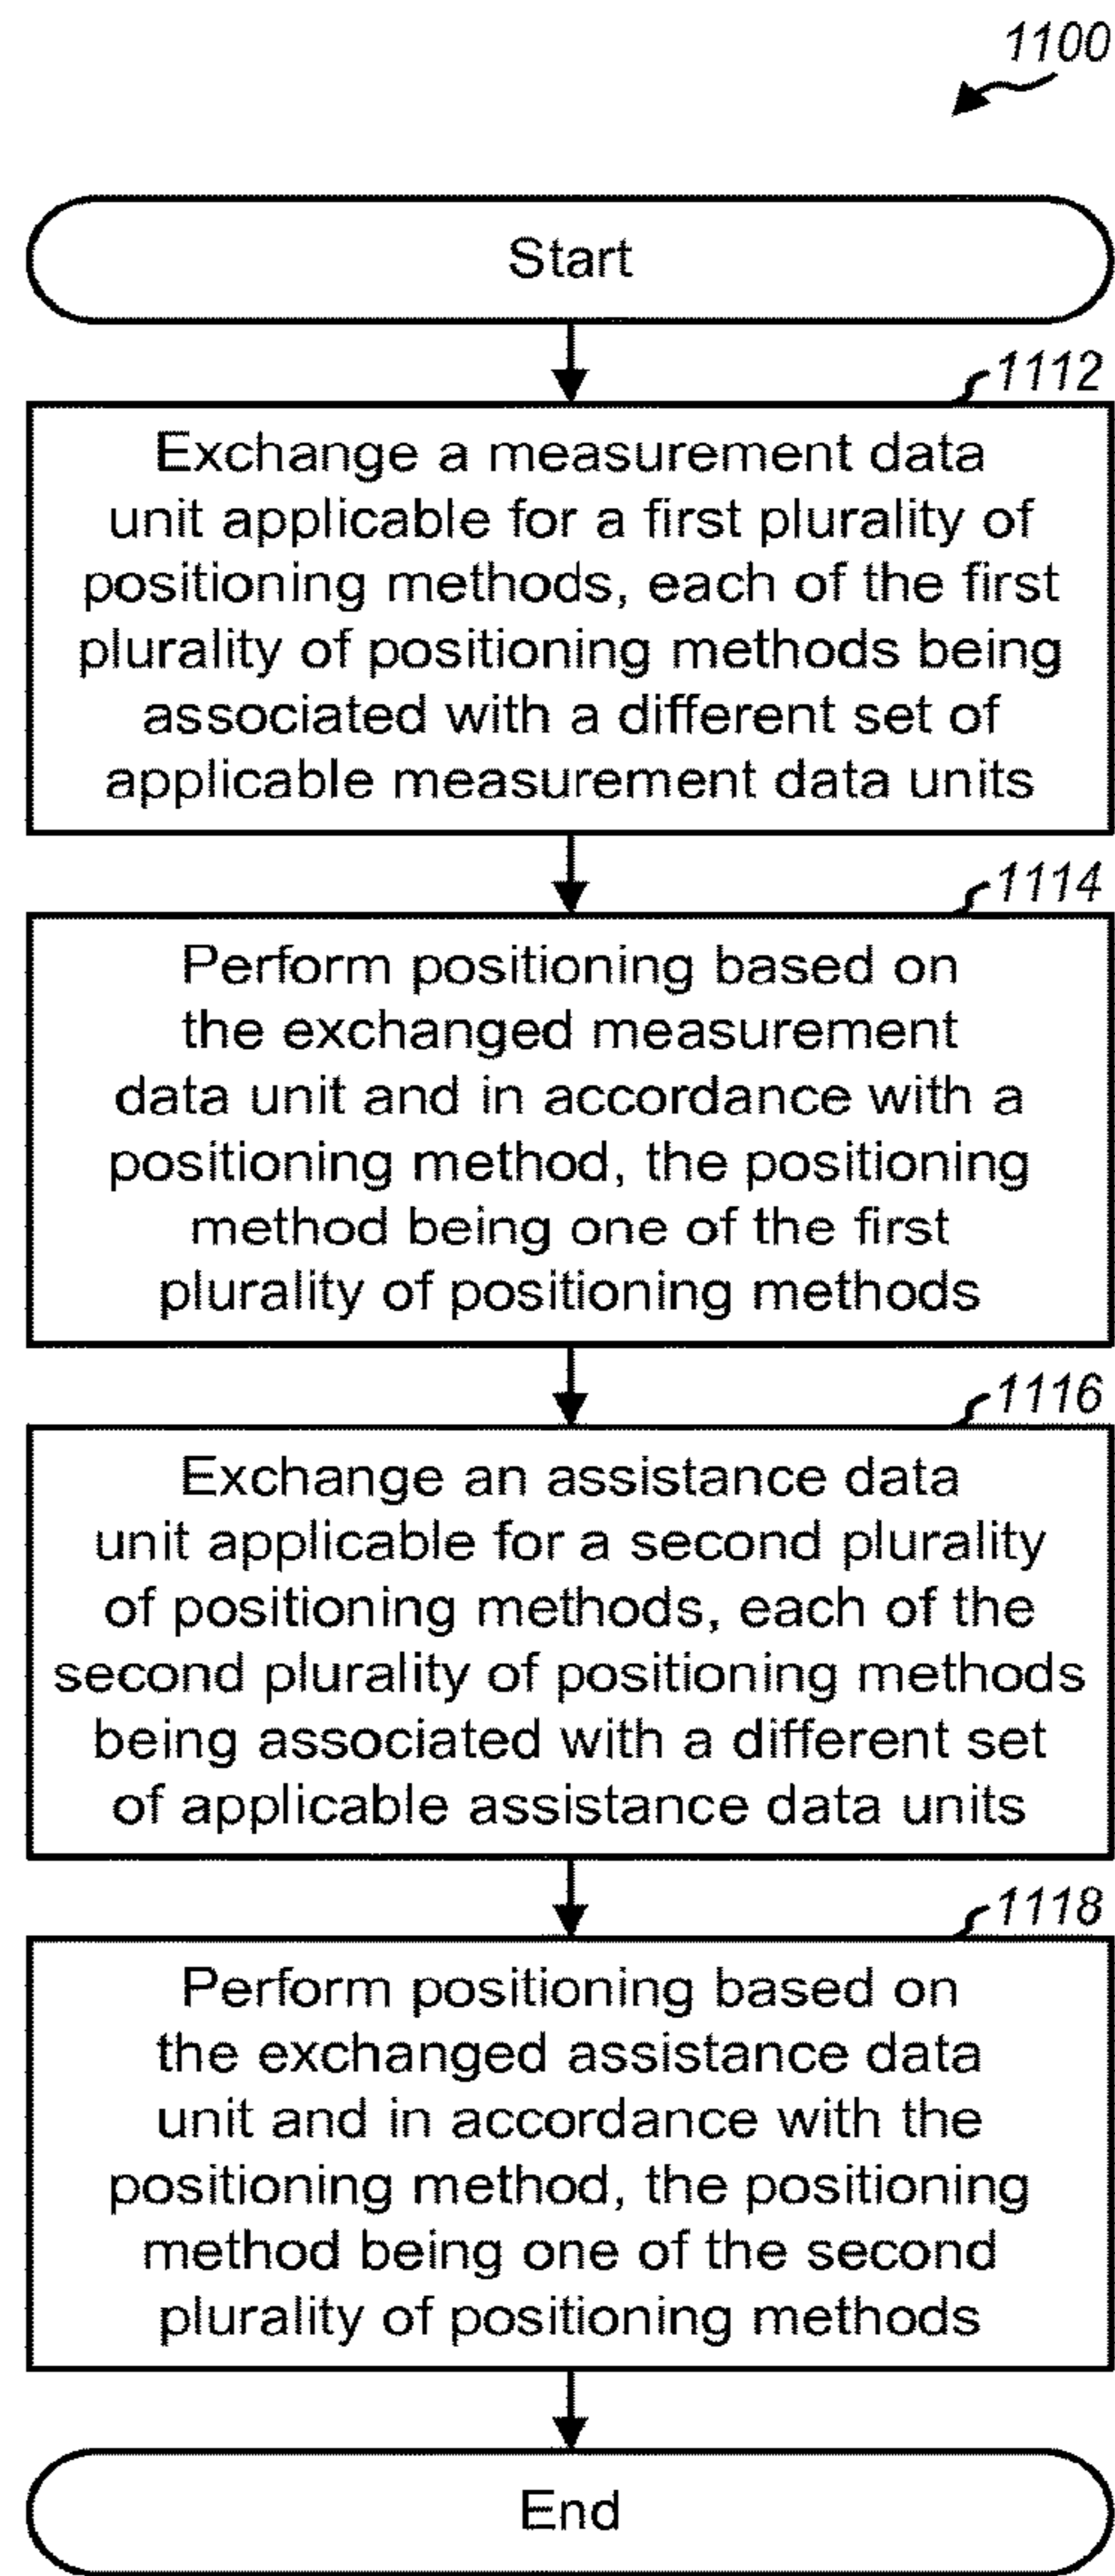 1100
Start
1112
Exchange a measurement data
unit applicable for a first plurality of
positioning methods, each of the first
plurality of positioning methods being
associated with a different set of
applicable measurement data units
1114
Perform positioning based on
the exchanged measurement
data unit and in accordance with a
positioning method, the positioning
method being one of the first
plurality of positioning methods
1116
Exchange an assistance data
unit applicable for a second plurality
of positioning methods, each of the
second plurality of positioning methods
being associated with a different set
of applicable assistance data units
1118
Perform positioning based on
the exchanged assistance data
unit and in accordance with the
positioning method, the positioning
method being one of the second
plurality of positioning methods
End